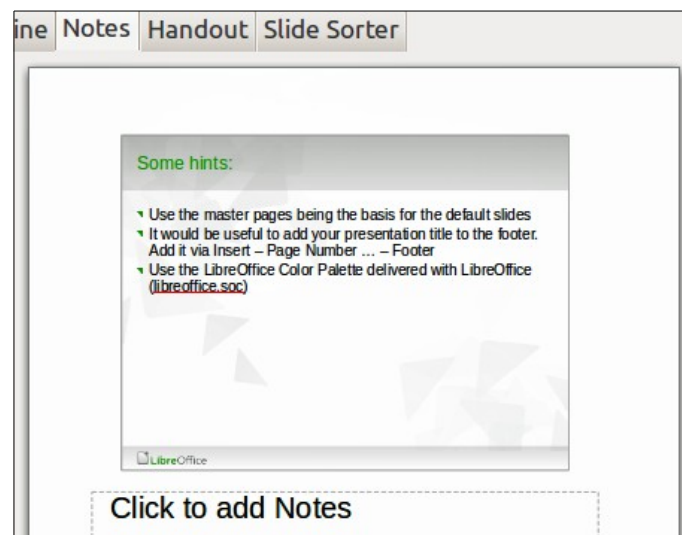 ine Notes Handout Slide Sorter
Some hints:
Use the master pages being the basis for the default slides
It would be useful to add your presentation title to the footer.
Add it via Insert – Page Number ... – Footer
Use the LibreOffice Color Palette delivered with LibreOffice
(libreoffice.soc)
LibreOffice
Click to add Notes